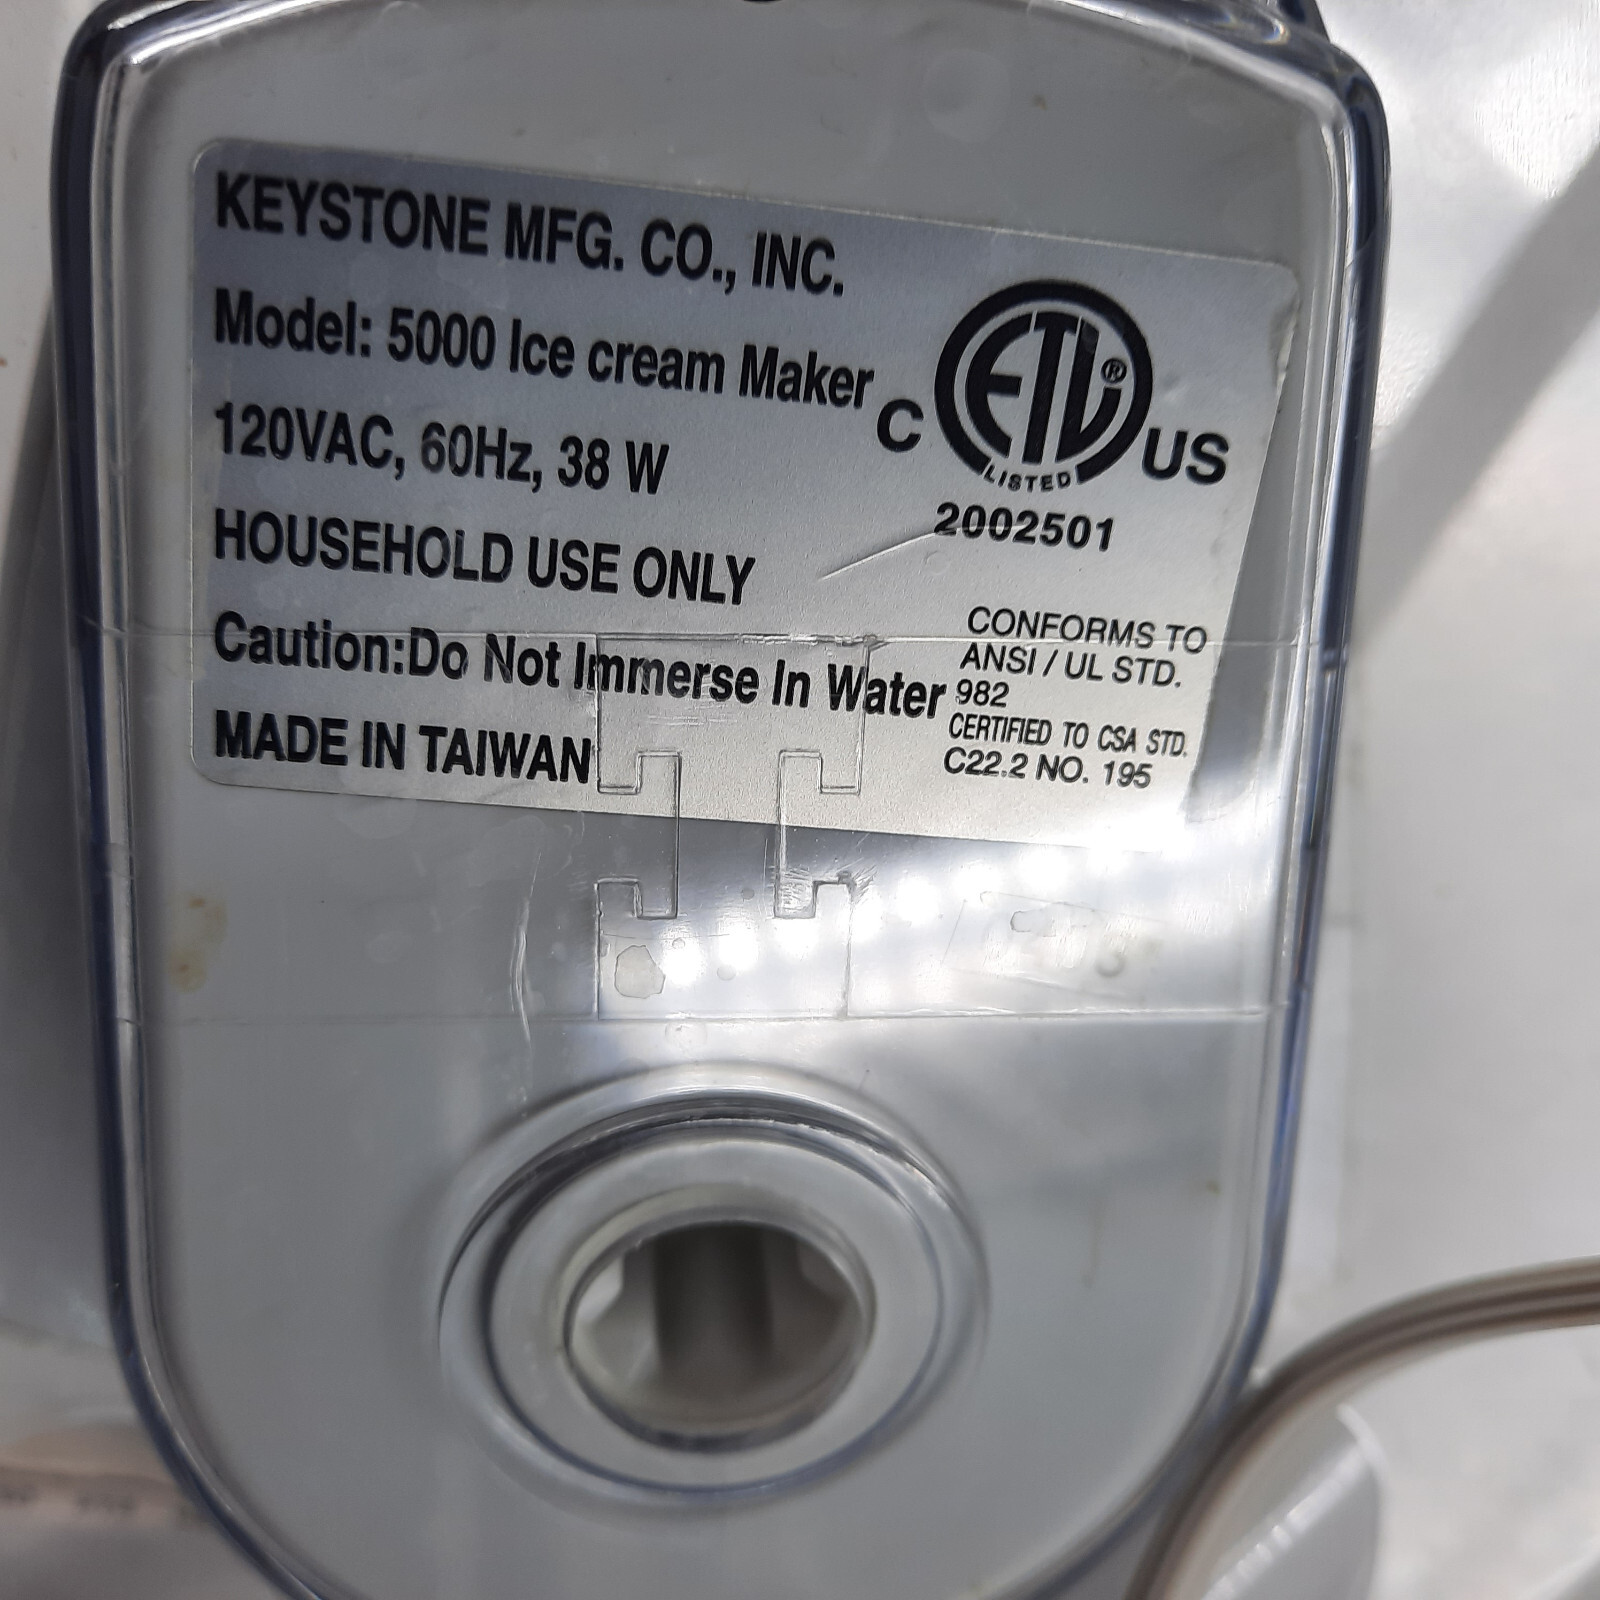 KEYSTONE MFG. CO., INC.
Model: 5000 Ice cream Maker
120VAC, 60Hz, 38 W
HOUSEHOLD USE ONLY
Caution:Do Not Immerse In Water
MADE IN TAIWAN
C ETL® US
LISTED
2002501
CONFORMS TO
ANSI / UL STD.
982
CERTIFIED TO CSA STD.
C22.2 NO. 195